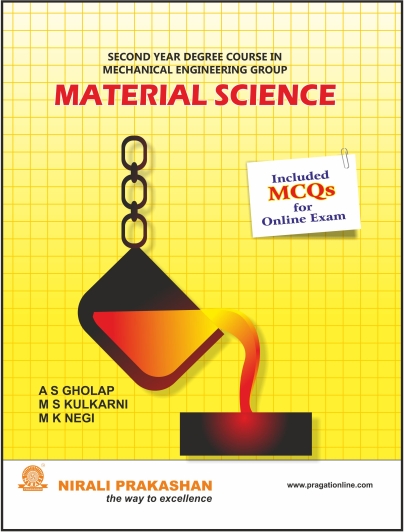 SECOND YEAR DEGREE COURSE IN
MECHANICAL ENGINEERING GROUP
MATERIAL SCIENCE
Included
MCQs
for
Online Exam
A S GHOLAP
M S KULKARNI
M K NEGI
NIRALI PRAKASHAN
the way to excellence
www.pragationline.com